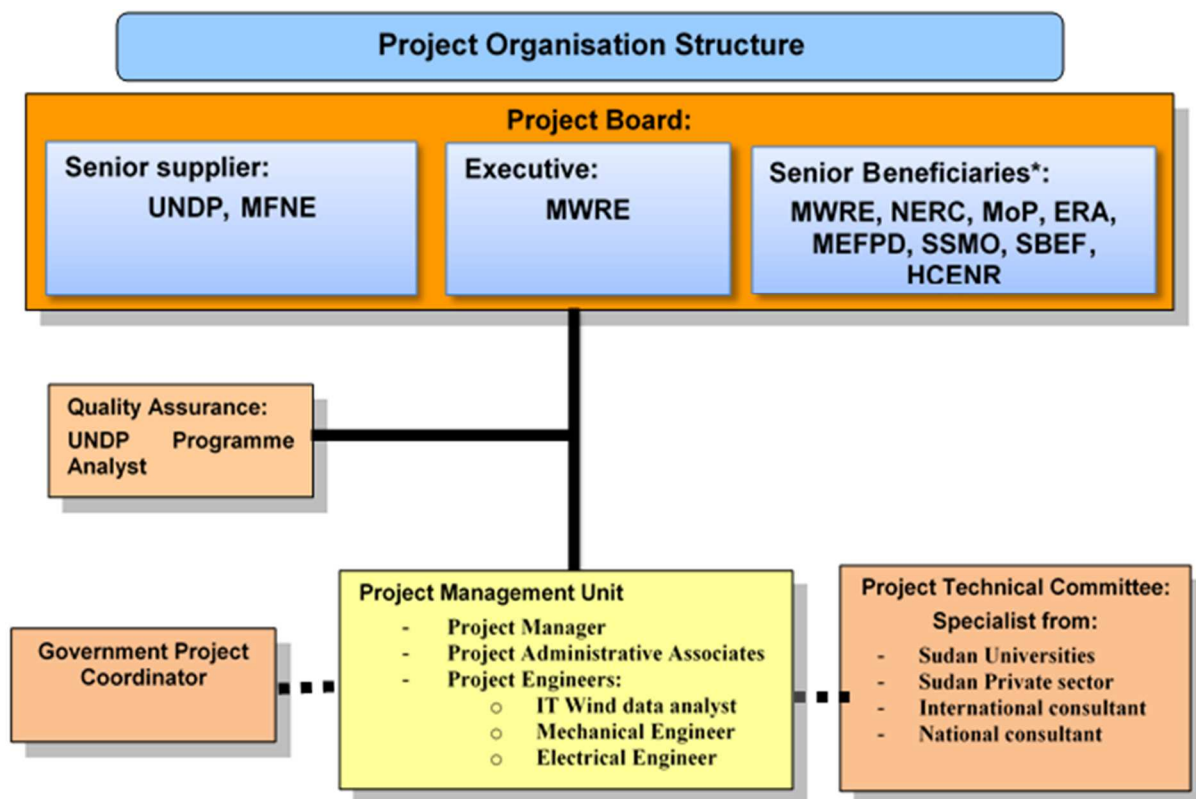 Project Organisation Structure
Project Board:
Senior supplier:
UNDP, MFNE
Executive:
MWRE
Senior Beneficiaries*:
MWRE, NERC, MoP, ERA,
MEFPD, SSMO, SBEF,
HCENR
Quality Assurance:
UNDP Programme
Analyst
Government Project
Coordinator
Project Management Unit
- Project Manager
- Project Administrative Associates
- Project Engineers:
o IT Wind data analyst
o Mechanical Engineer
o Electrical Engineer
Project Technical Committee:
Specialist from:
- Sudan Universities
- Sudan Private sector
- International consultant
- National consultant